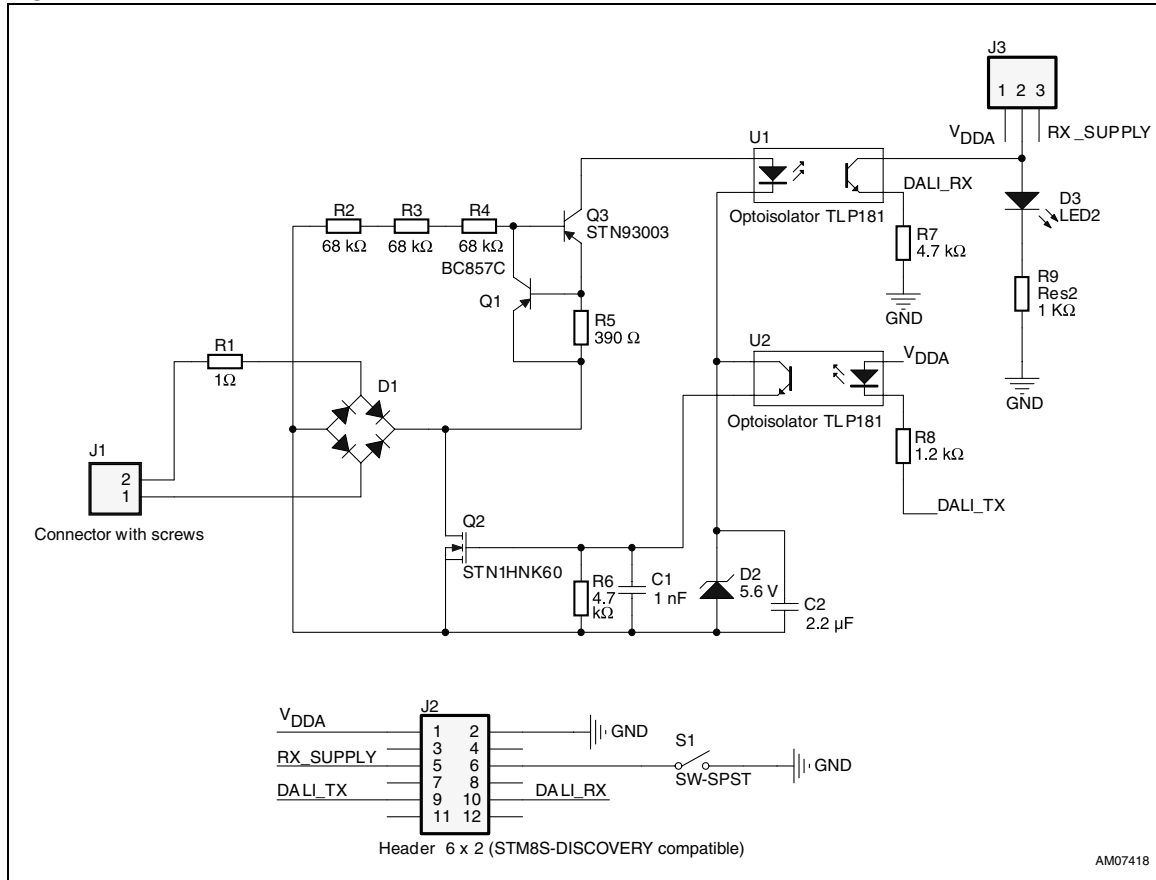 J3
1 2 3
VDDA
RX_SUPPLY
U1
DALI_RX
Optoisolator TLP181
D3
LED2
R7
4.7 kΩ
GND
R9
Res2
1 KΩ
GND
R2
68 kΩ
R3
68 kΩ
R4
68 kΩ
Q3
STN93003
BC857C
Q1
R5
390 Ω
R1
1Ω
D1
U2
VDDA
Optoisolator TLP181
R8
1.2 kΩ
DALI_TX
J1
2
1
Connector with screws
Q2
STN1HNK60
R6
4.7
kΩ
C1
1 nF
D2
5.6 V
C2
2.2 µF
J2
VDDA
1 2
GND
3 4
RX_SUPPLY
5 6
S1
SW-SPST
GND
7 8
DALI_TX
9 10
DALI_RX
11 12
Header 6 x 2 (STM8S-DISCOVERY compatible)
AM07418